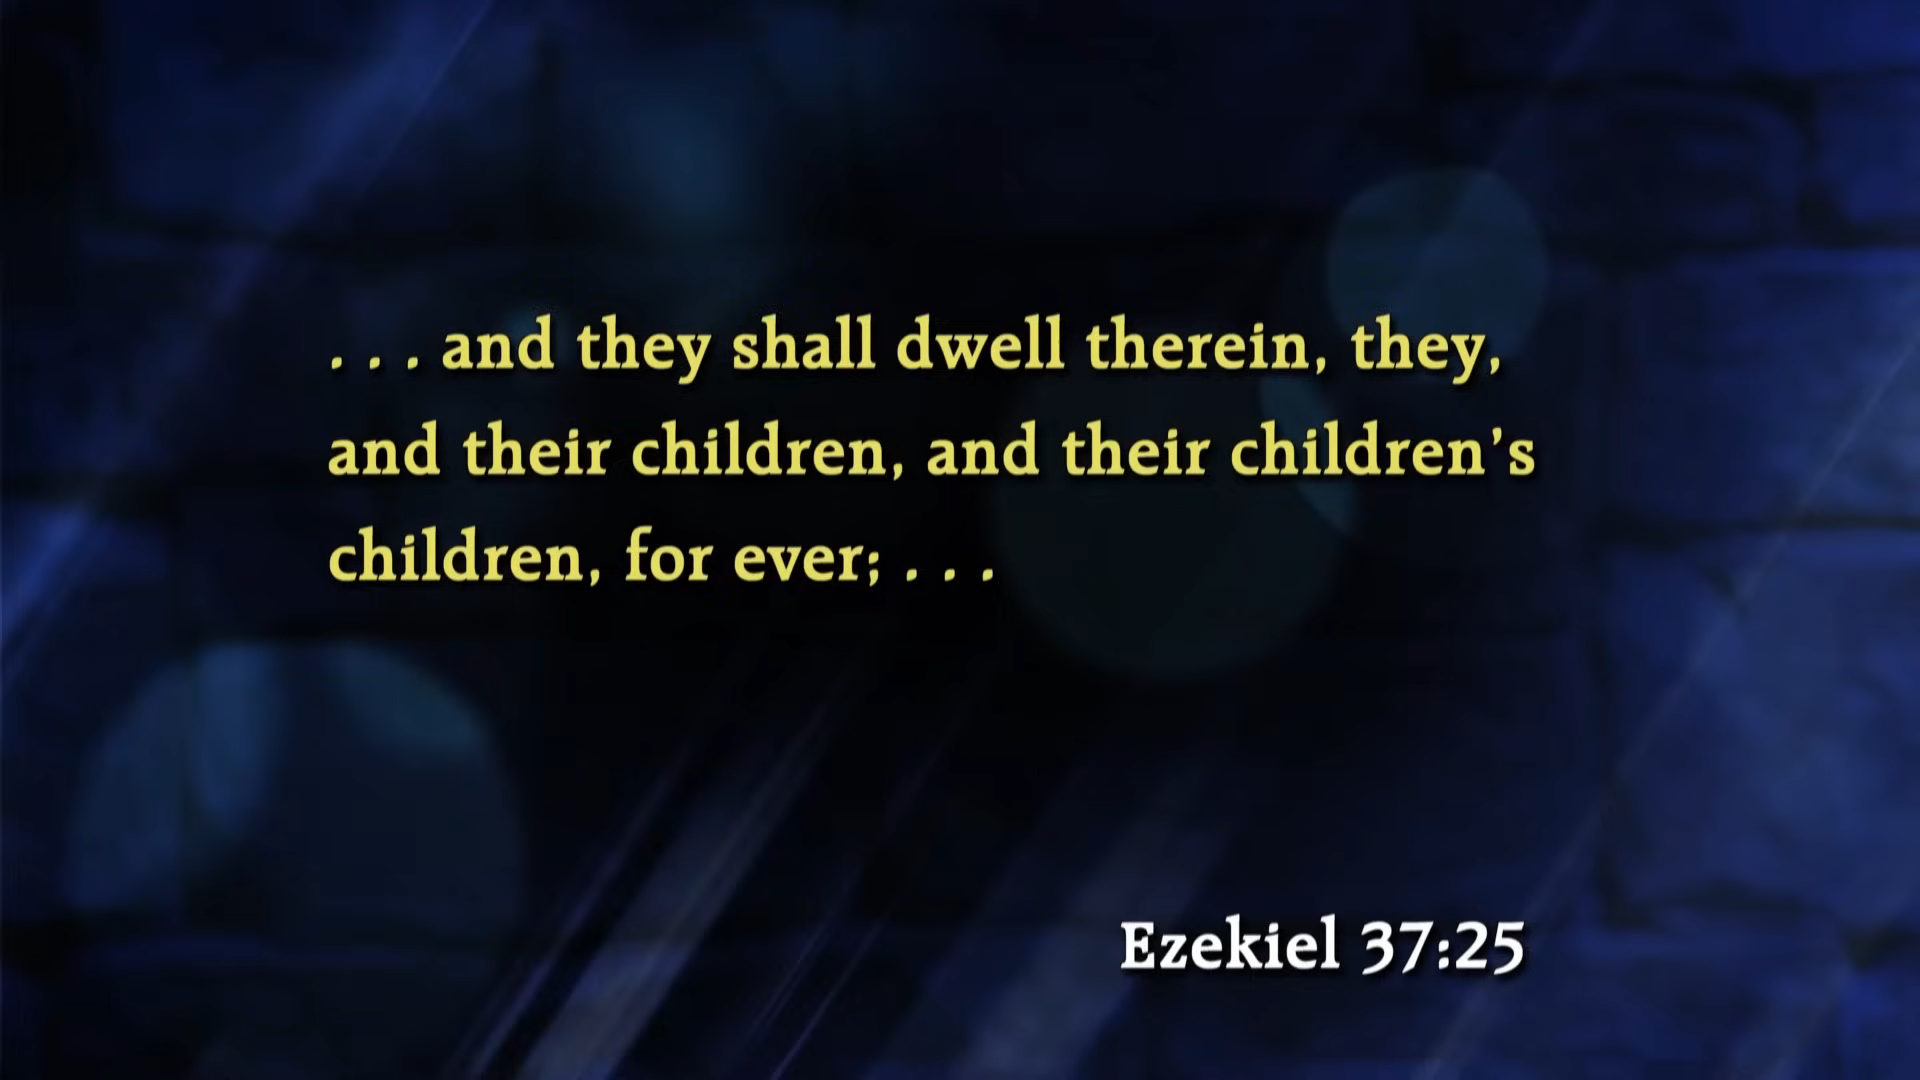 . . . and they shall dwell therein, they,
and their children, and their children’s
children, for ever; . . .
Ezekiel 37:25